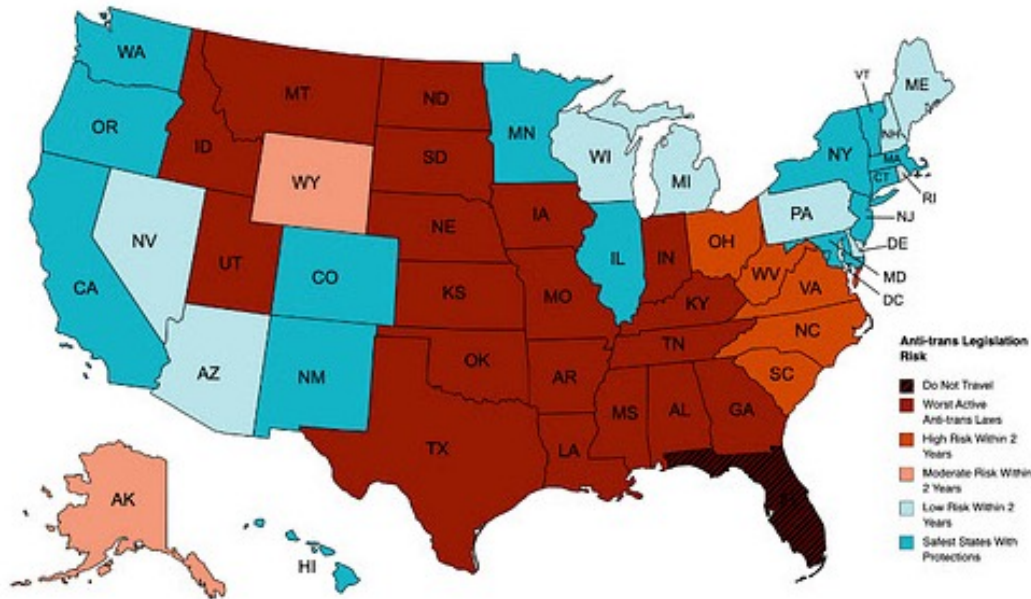 WA
MT
ND
MN
VT
ME
OR
ID
SD
WI
MI
NY
NH
MA
CT
RI
WY
NE
IA
PA
NJ
NV
UT
CO
IL
IN
OH
DE
MD
DC
CA
KS
MO
WV
VA
KY
NC
AZ
NM
OK
AR
TN
SC
TX
LA
MS
AL
GA
AK
HI
Anti-trans Legislation
Risk
Do Not Travel
Worst Active
Anti-trans Laws
High Risk Within 2
Years
Moderate Risk Within
2 Years
Low Risk Within 2
Years
Safest States With
Protections